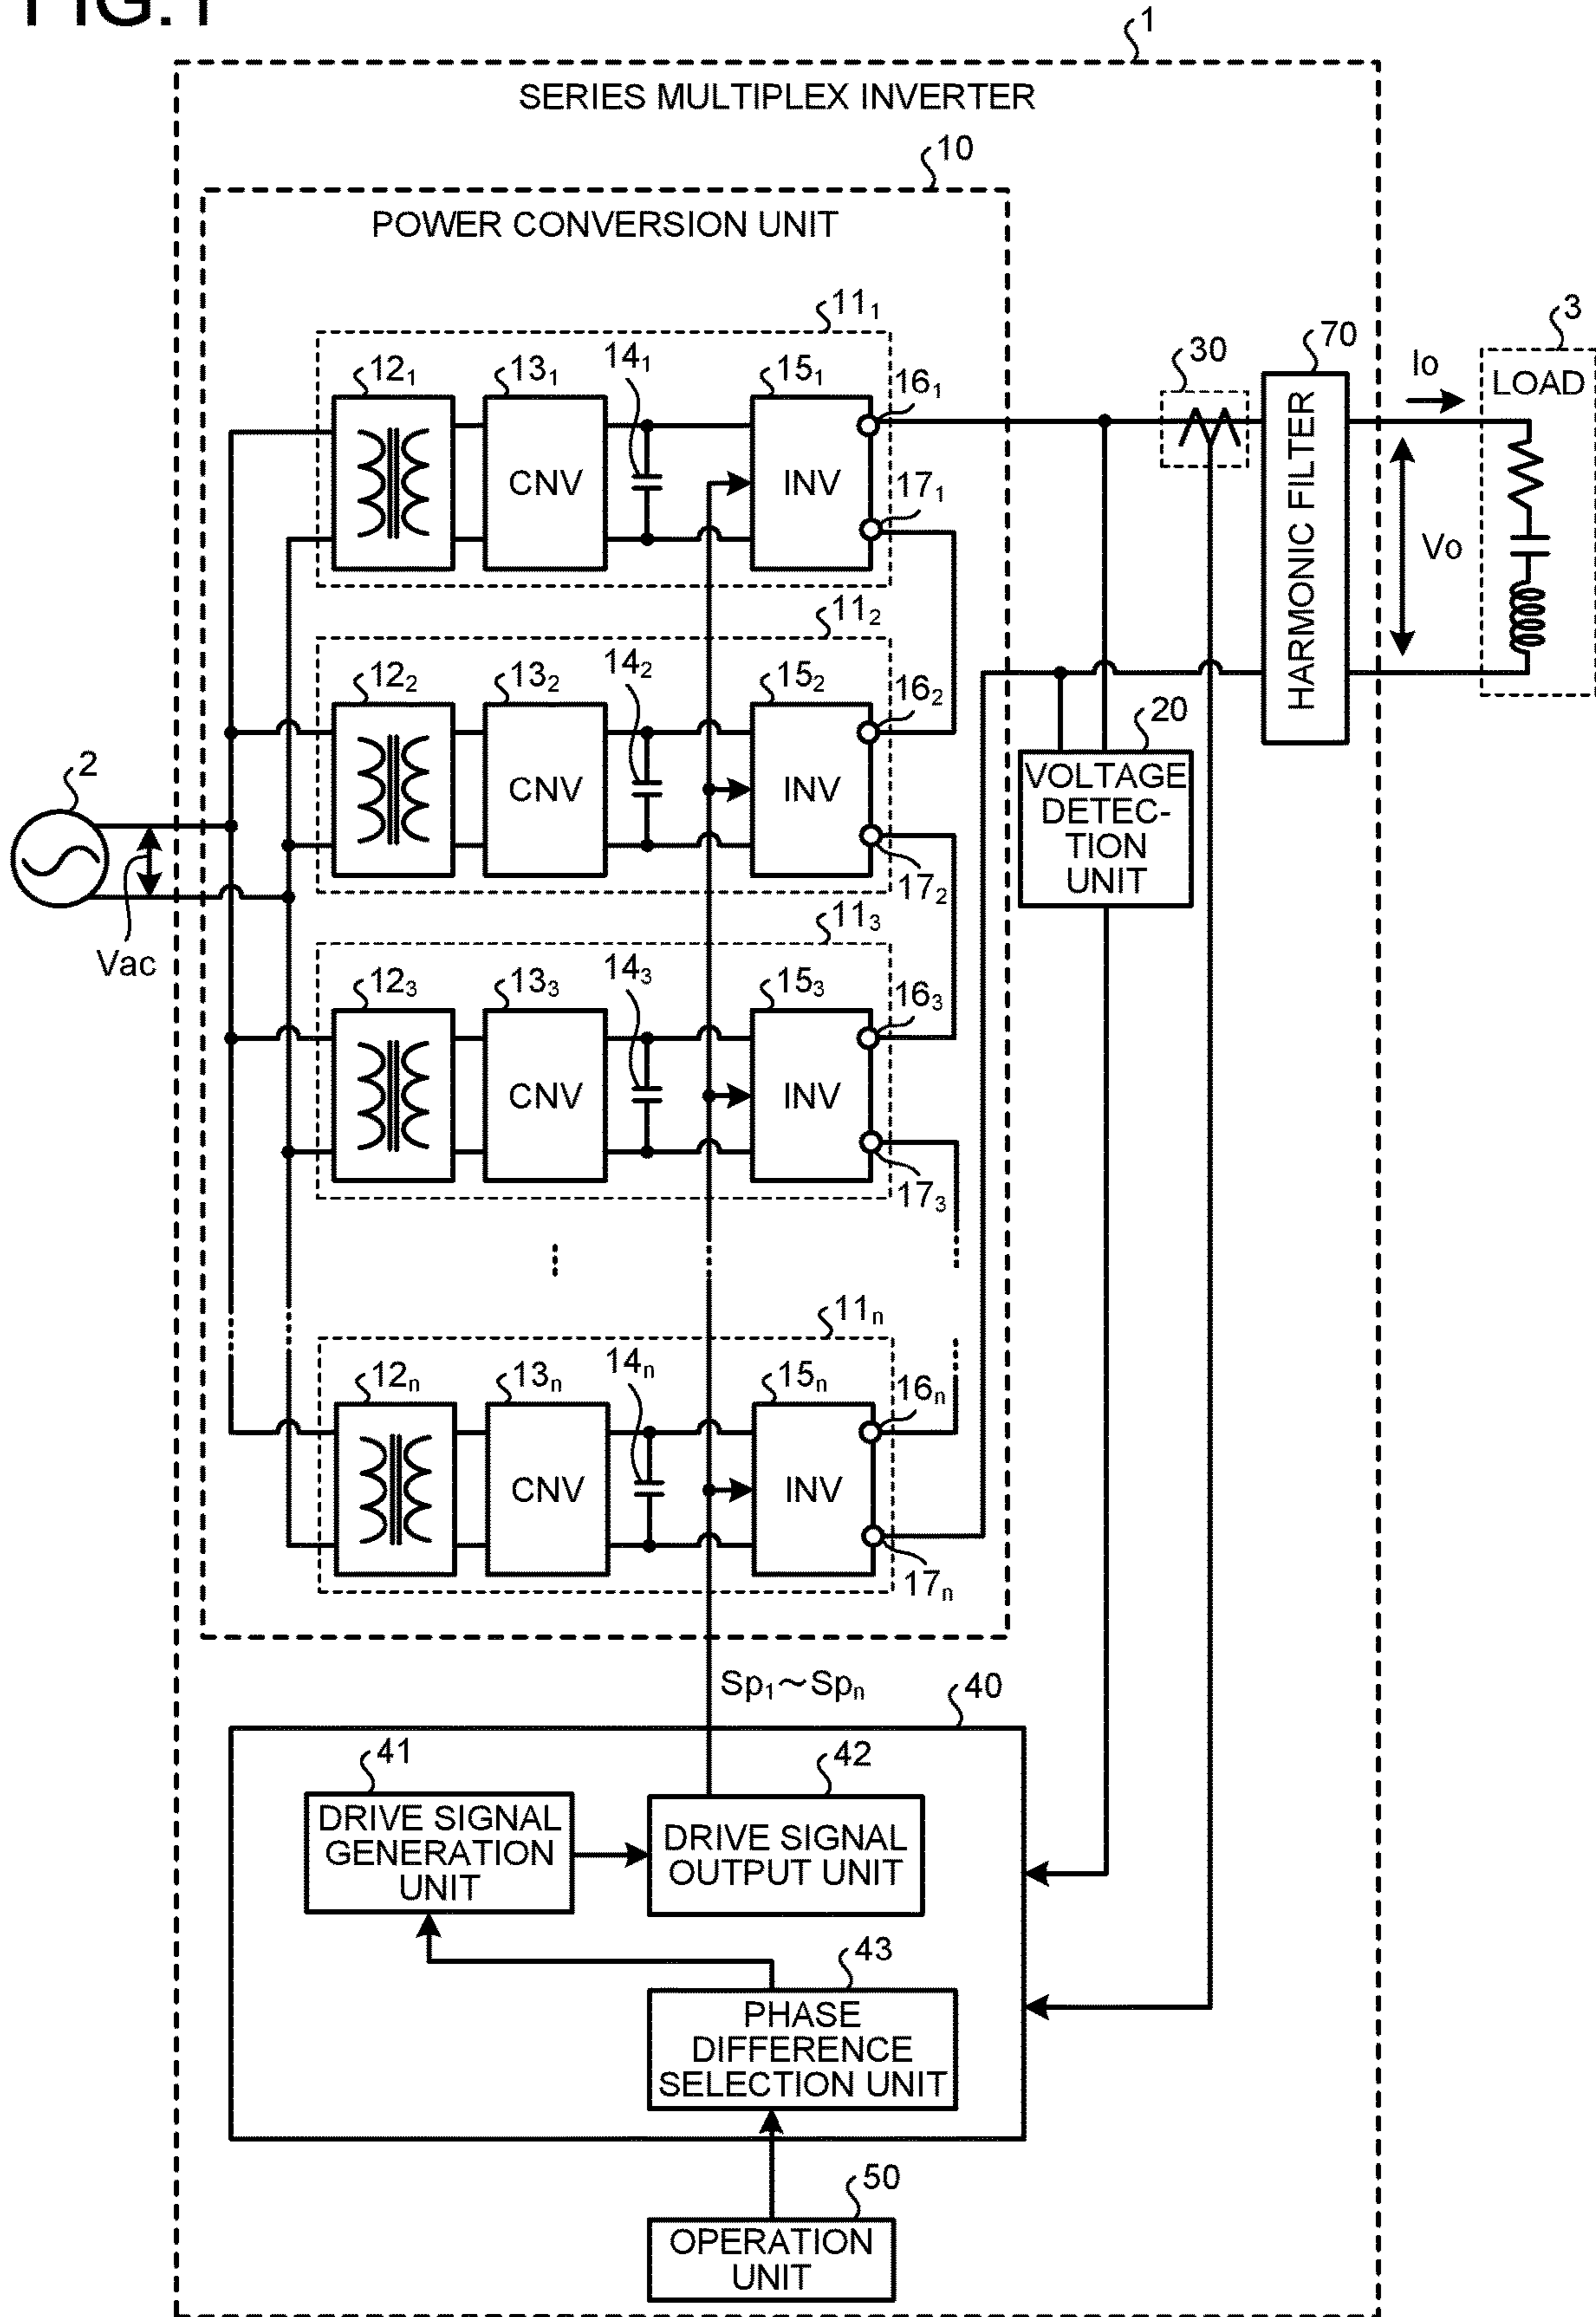 FIG.1
1
SERIES MULTIPLEX INVERTER
10
POWER CONVERSION UNIT
11₁
12₁
13₁
14₁
15₁
16₁
17₁
CNV
INV
30
70
Io
3
LOAD
HARMONIC FILTER
Vo
11₂
12₂
13₂
14₂
15₂
16₂
17₂
CNV
INV
20
VOLTAGE
DETEC-
TION
UNIT
2
Vac
11₃
12₃
13₃
14₃
15₃
16₃
17₃
CNV
INV
11ₙ
12ₙ
13ₙ
14ₙ
15ₙ
16ₙ
17ₙ
CNV
INV
Sp₁~Spₙ
40
41
DRIVE SIGNAL
GENERATION
UNIT
42
DRIVE SIGNAL
OUTPUT UNIT
43
PHASE
DIFFERENCE
SELECTION UNIT
50
OPERATION
UNIT